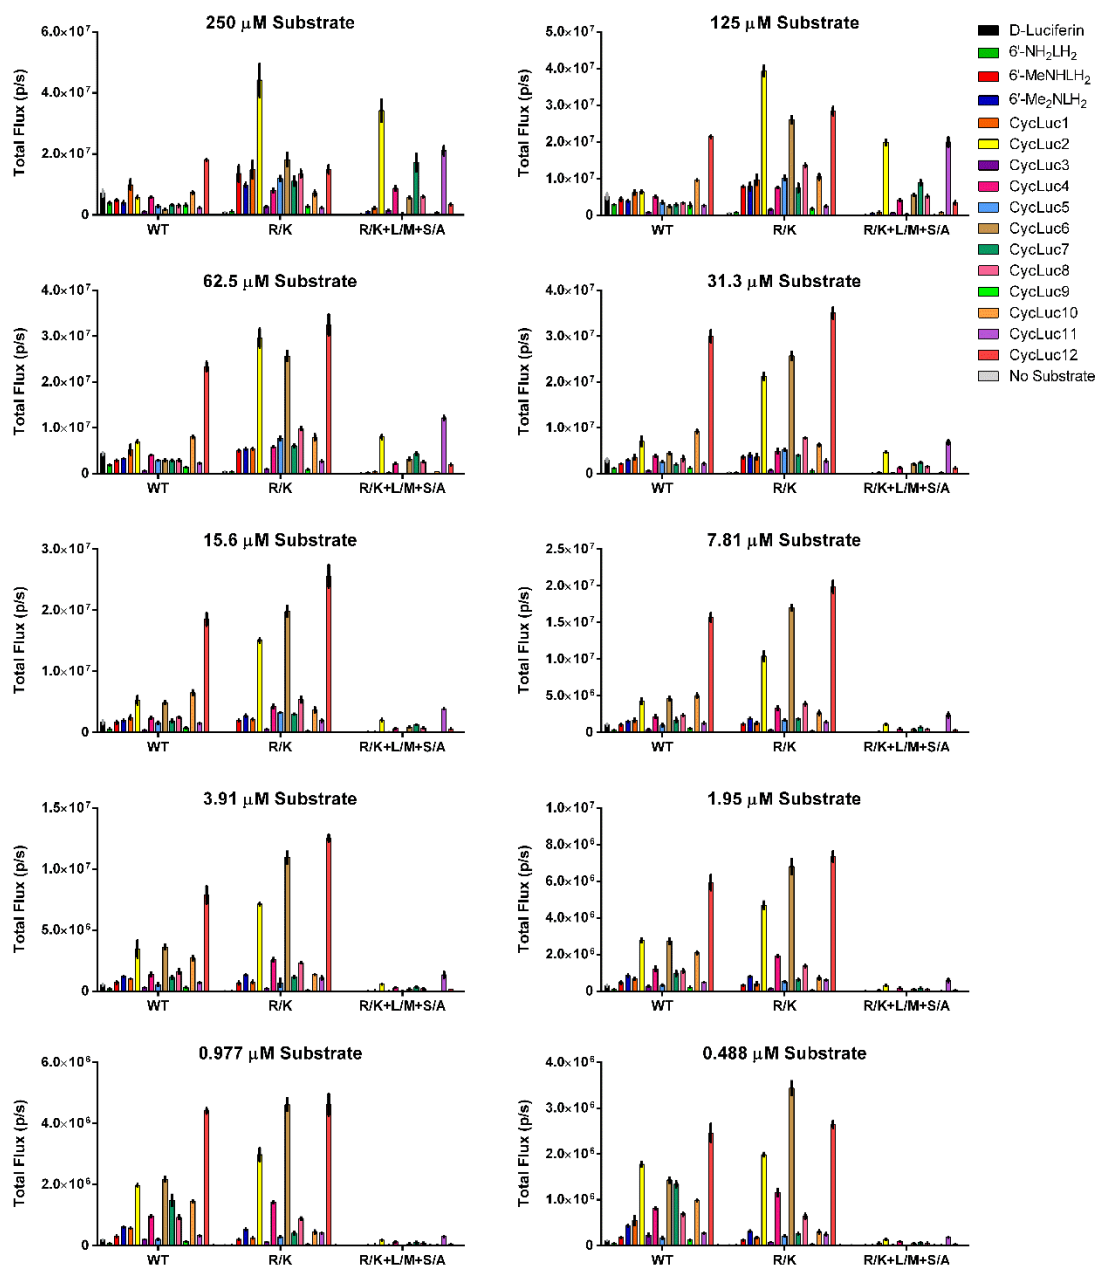 250 μM Substrate
Total Flux (p/s)
6.0×10⁷
4.0×10⁷
2.0×10⁷
0
WT
R/K
R/K+L/M+S/A
125 μM Substrate
Total Flux (p/s)
5.0×10⁷
4.0×10⁷
3.0×10⁷
2.0×10⁷
1.0×10⁷
0
WT
R/K
R/K+L/M+S/A
D-Luciferin
6'-NH₂LH₂
6'-MeNHLH₂
6'-Me₂NLH₂
CycLuc1
CycLuc2
CycLuc3
CycLuc4
CycLuc5
CycLuc6
CycLuc7
CycLuc8
CycLuc9
CycLuc10
CycLuc11
CycLuc12
No Substrate
62.5 μM Substrate
Total Flux (p/s)
4.0×10⁷
3.0×10⁷
2.0×10⁷
1.0×10⁷
0
WT
R/K
R/K+L/M+S/A
31.3 μM Substrate
Total Flux (p/s)
4.0×10⁷
3.0×10⁷
2.0×10⁷
1.0×10⁷
0
WT
R/K
R/K+L/M+S/A
15.6 μM Substrate
Total Flux (p/s)
3.0×10⁷
2.0×10⁷
1.0×10⁷
0
WT
R/K
R/K+L/M+S/A
7.81 μM Substrate
Total Flux (p/s)
2.5×10⁷
2.0×10⁷
1.5×10⁷
1.0×10⁷
5.0×10⁶
0
WT
R/K
R/K+L/M+S/A
3.91 μM Substrate
Total Flux (p/s)
1.5×10⁷
1.0×10⁷
5.0×10⁶
0
WT
R/K
R/K+L/M+S/A
1.95 μM Substrate
Total Flux (p/s)
1.0×10⁷
8.0×10⁶
6.0×10⁶
4.0×10⁶
2.0×10⁶
0
WT
R/K
R/K+L/M+S/A
0.977 μM Substrate
Total Flux (p/s)
6.0×10⁶
4.0×10⁶
2.0×10⁶
0
WT
R/K
R/K+L/M+S/A
0.488 μM Substrate
Total Flux (p/s)
4.0×10⁶
3.0×10⁶
2.0×10⁶
1.0×10⁶
0
WT
R/K
R/K+L/M+S/A